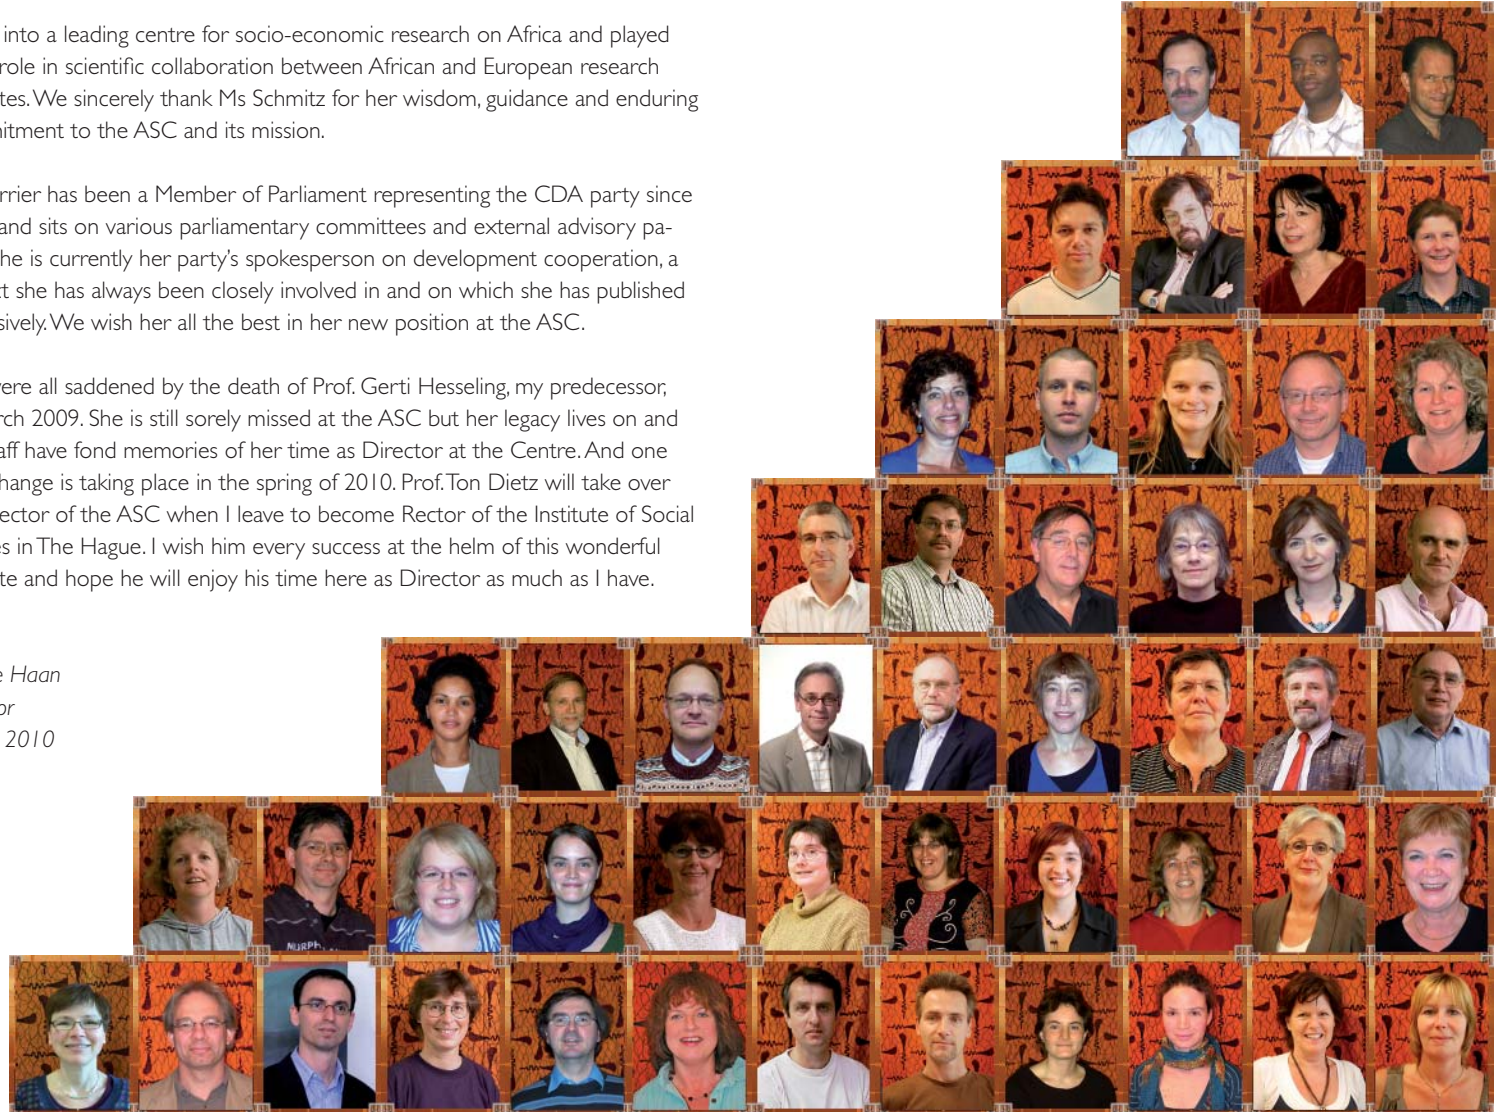 into a leading centre for socio-economic research on Africa and played
role in scientific collaboration between African and European research
tes. We sincerely thank Ms Schmitz for her wisdom, guidance and enduring
mitment to the ASC and its mission.
rrier has been a Member of Parliament representing the CDA party since
and sits on various parliamentary committees and external advisory pa-
he is currently her party's spokesperson on development cooperation, a
ct she has always been closely involved in and on which she has published
sively. We wish her all the best in her new position at the ASC.
vere all saddened by the death of Prof. Gerti Hesseling, my predecessor,
rch 2009. She is still sorely missed at the ASC but her legacy lives on and
aff have fond memories of her time as Director at the Centre. And one
hange is taking place in the spring of 2010. Prof. Ton Dietz will take over
ector of the ASC when I leave to become Rector of the Institute of Social
es in The Hague. I wish him every success at the helm of this wonderful
te and hope he will enjoy his time here as Director as much as I have.
e Haan
or
2010